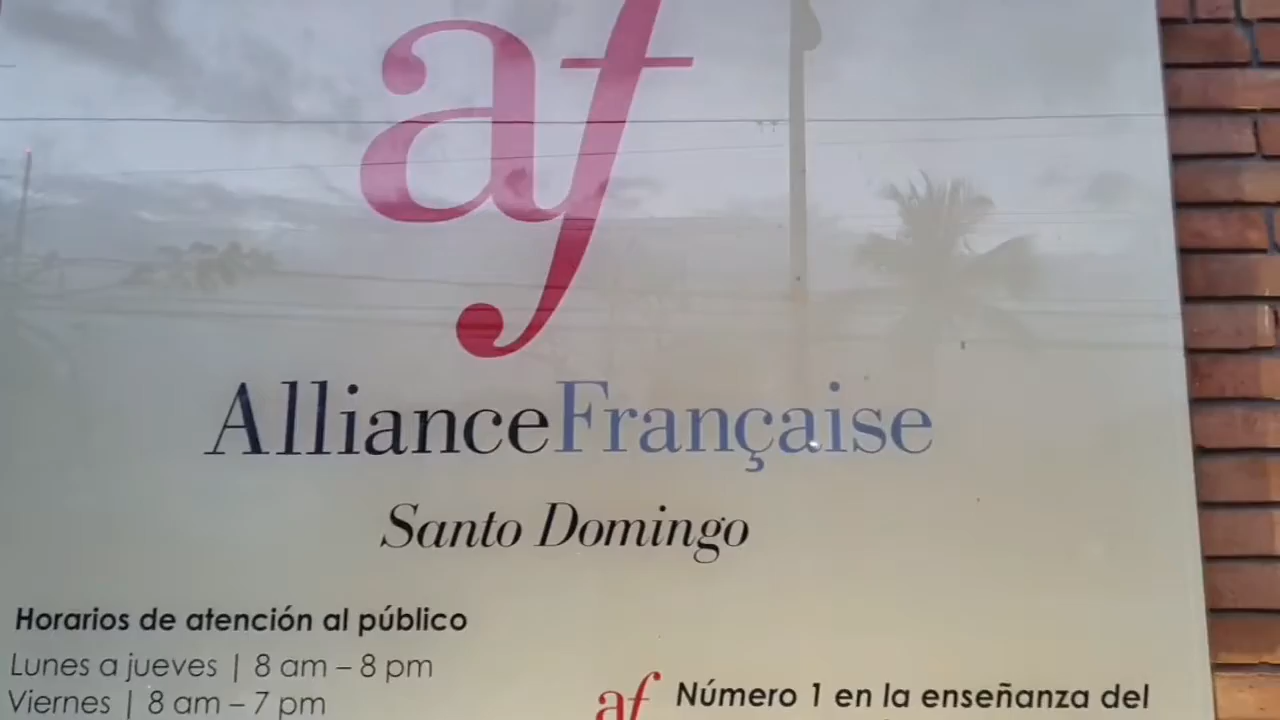 af
AllianceFrançaise
Santo Domingo
Horarios de atención al público
Lunes a jueves | 8 am – 8 pm
Viernes | 8 am – 7 pm
af Número 1 en la enseñanza del